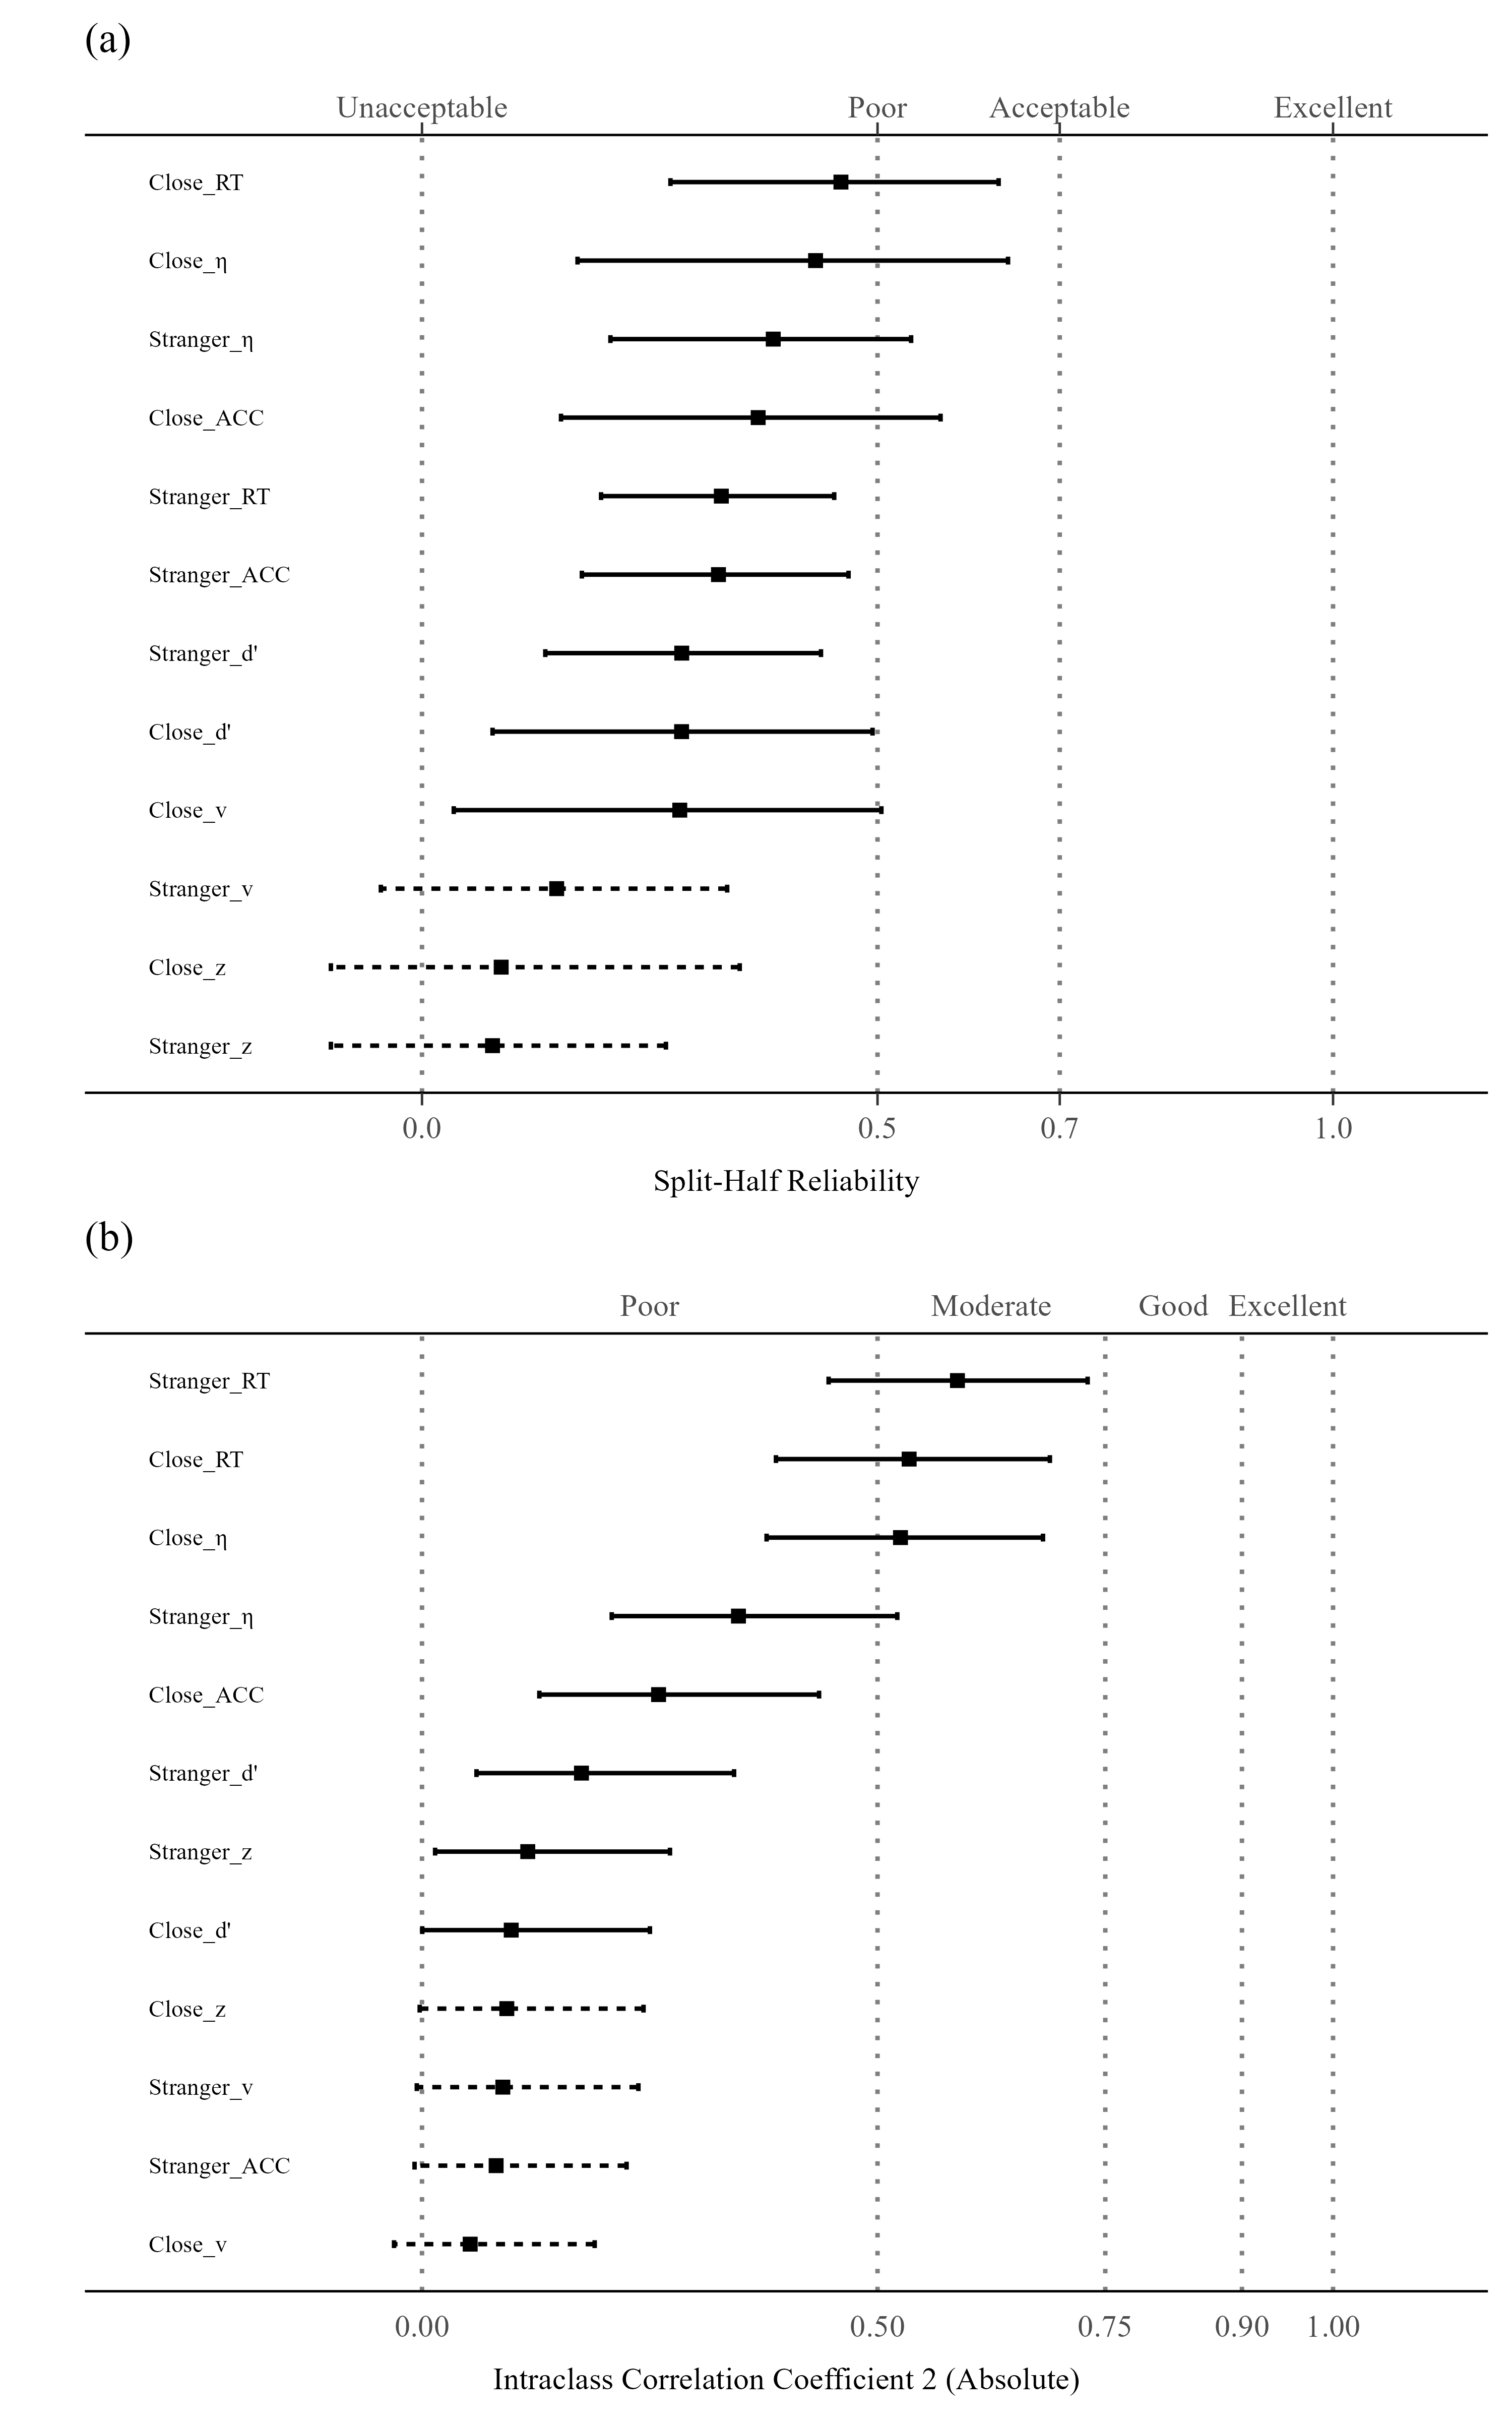 (a)
Unacceptable Poor Acceptable Excellent
Close_RT
Close_η
Stranger_η
Close_ACC
Stranger_RT
Stranger_ACC
Stranger_d'
Close_d'
Close_v
Stranger_v
Close_z
Stranger_z
0.0 0.5 0.7 1.0
Split-Half Reliability
(b)
Poor Moderate Good Excellent
Stranger_RT
Close_RT
Close_η
Stranger_η
Close_ACC
Stranger_d'
Stranger_z
Close_d'
Close_z
Stranger_v
Stranger_ACC
Close_v
0.00 0.50 0.75 0.90 1.00
Intraclass Correlation Coefficient 2 (Absolute)